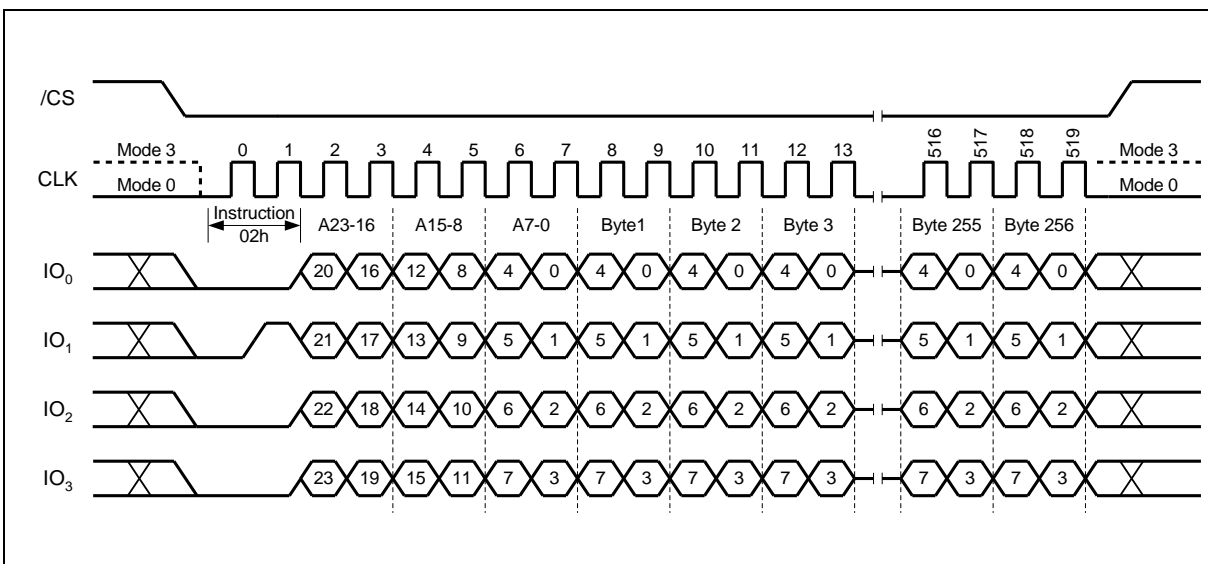 /CS
Mode 3 0 1 2 3 4 5 6 7 8 9 10 11 12 13 516 517 518 519 Mode 3
CLK
Mode 0 Mode 0
Instruction
02h A23-16 A15-8 A7-0 Byte1 Byte 2 Byte 3 Byte 255 Byte 256
IO0 20 16 12 8 4 0 4 0 4 0 4 0 4 0 4 0
IO1 21 17 13 9 5 1 5 1 5 1 5 1 5 1 5 1
IO2 22 18 14 10 6 2 6 2 6 2 6 2 6 2 6 2
IO3 23 19 15 11 7 3 7 3 7 3 7 3 7 3 7 3